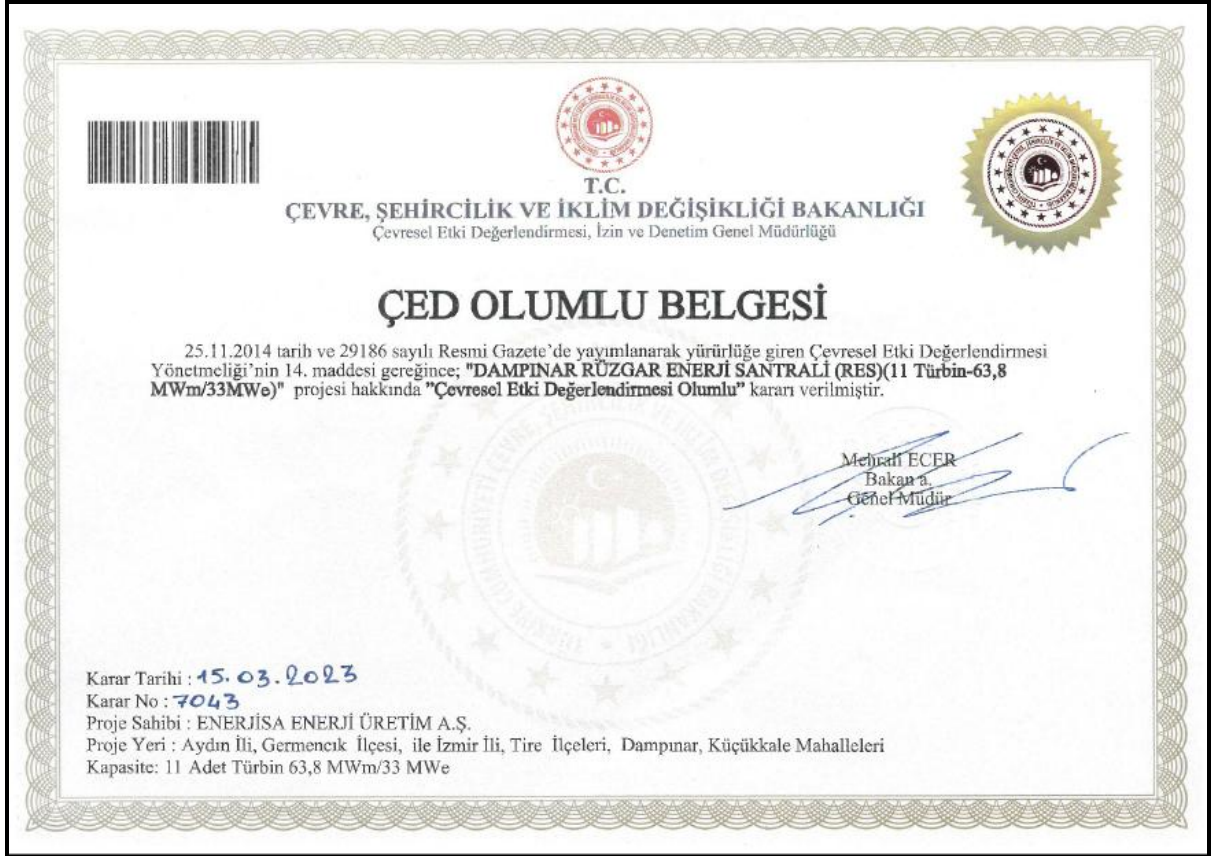 T.C.
ÇEVRE, ŞEHİRCİLİK VE İKLİM DEĞİŞİKLİĞİ BAKANLIĞI
Çevresel Etki Değerlendirmesi, İzin ve Denetim Genel Müdürlüğü
ÇED OLUMLU BELGESİ
25.11.2014 tarih ve 29186 sayılı Resmi Gazete'de yayımlanarak yürürlüğe giren Çevresel Etki Değerlendirmesi
Yönetmeliği'nin 14. maddesi gereğince; "DAMPINAR RÜZGAR ENERJİ SANTRALİ (RES)(11 Türbin-63,8
MWm/33MWe)" projesi hakkında "Çevresel Etki Değerlendirmesi Olumlu" kararı verilmiştir.
Mehrali ECER
Bakan a.
Genel Müdür
Karar Tarihi : 15.03.2023
Karar No : 7043
Proje Sahibi : ENERJİSA ENERJİ ÜRETİM A.Ş.
Proje Yeri : Aydın İli, Germencik İlçesi, ile İzmir İli, Tire İlçeleri, Dampınar, Küçükkale Mahalleleri
Kapasite: 11 Adet Türbin 63,8 MWm/33 MWe